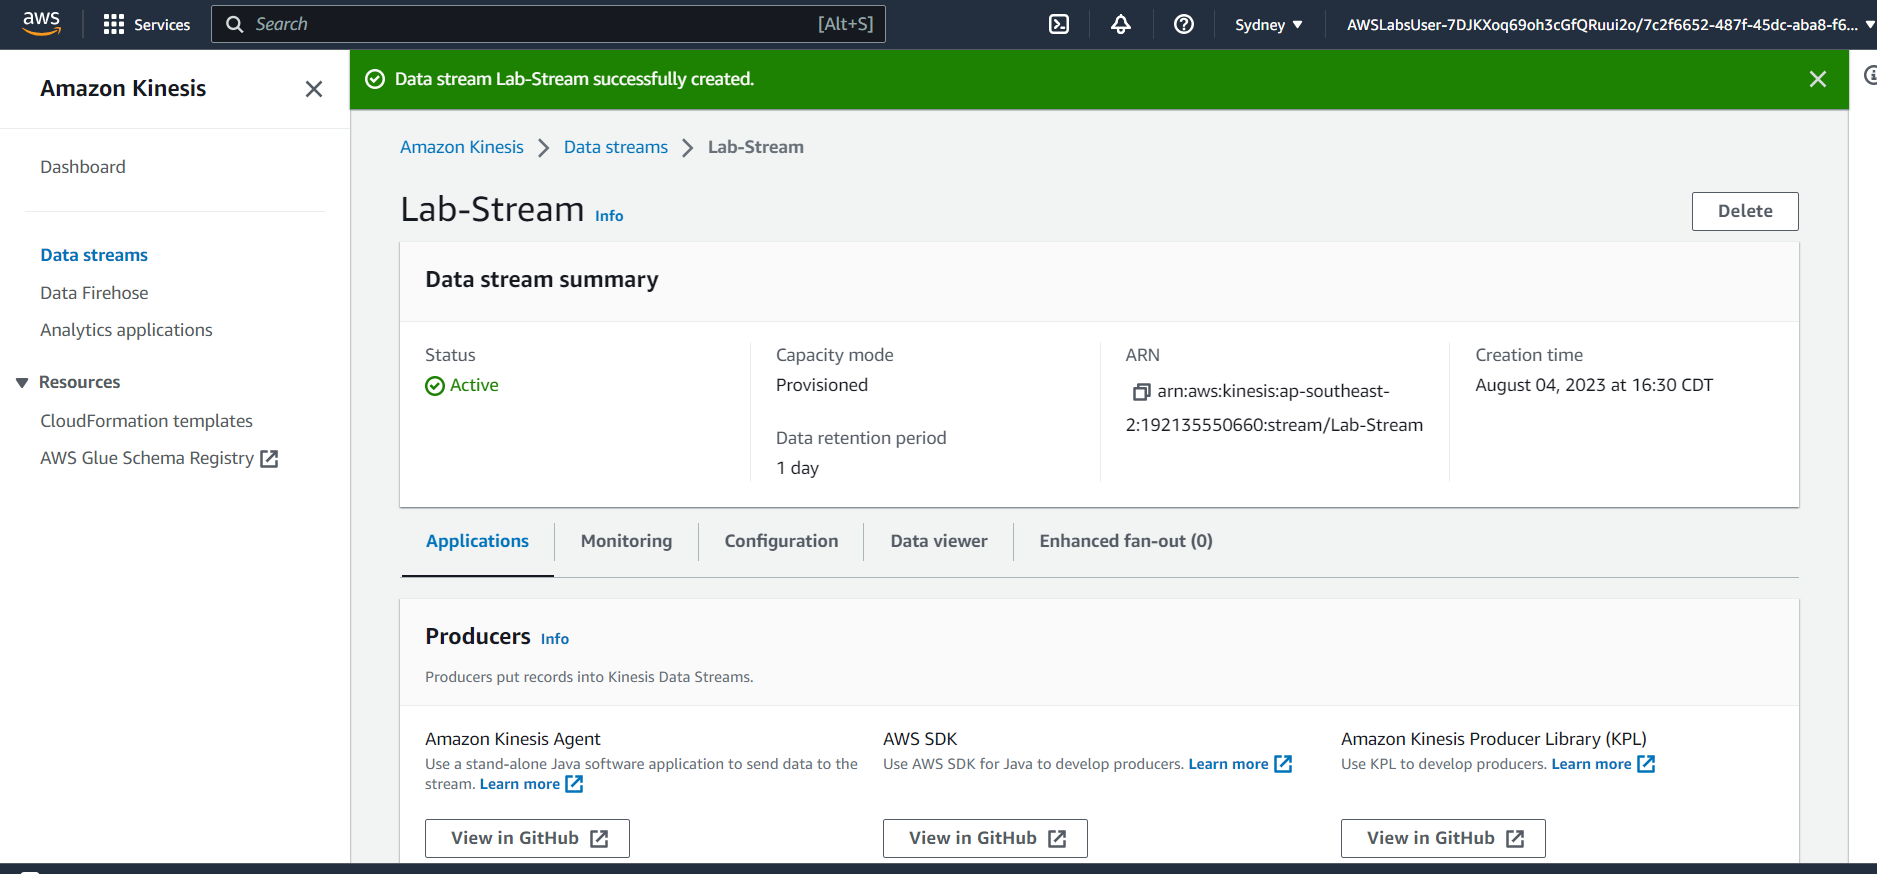 aws
Services
Search
[Alt+S]
Sydney
AWSLabsUser-7DJKXoq69oh3cGfQRuui2o/7c2f6652-487f-45dc-aba8-f6...
Amazon Kinesis
Dashboard
Data streams
Data Firehose
Analytics applications
Resources
CloudFormation templates
AWS Glue Schema Registry
Data stream Lab-Stream successfully created.
Amazon Kinesis
Data streams
Lab-Stream
Lab-Stream Info
Delete
Data stream summary
Status
Active
Capacity mode
Provisioned
Data retention period
1 day
ARN
arn:aws:kinesis:ap-southeast-
2:192135550660:stream/Lab-Stream
Creation time
August 04, 2023 at 16:30 CDT
Applications
Monitoring
Configuration
Data viewer
Enhanced fan-out (0)
Producers Info
Producers put records into Kinesis Data Streams.
Amazon Kinesis Agent
Use a stand-alone Java software application to send data to the
stream. Learn more
View in GitHub
AWS SDK
Use AWS SDK for Java to develop producers. Learn more
View in GitHub
Amazon Kinesis Producer Library (KPL)
Use KPL to develop producers. Learn more
View in GitHub